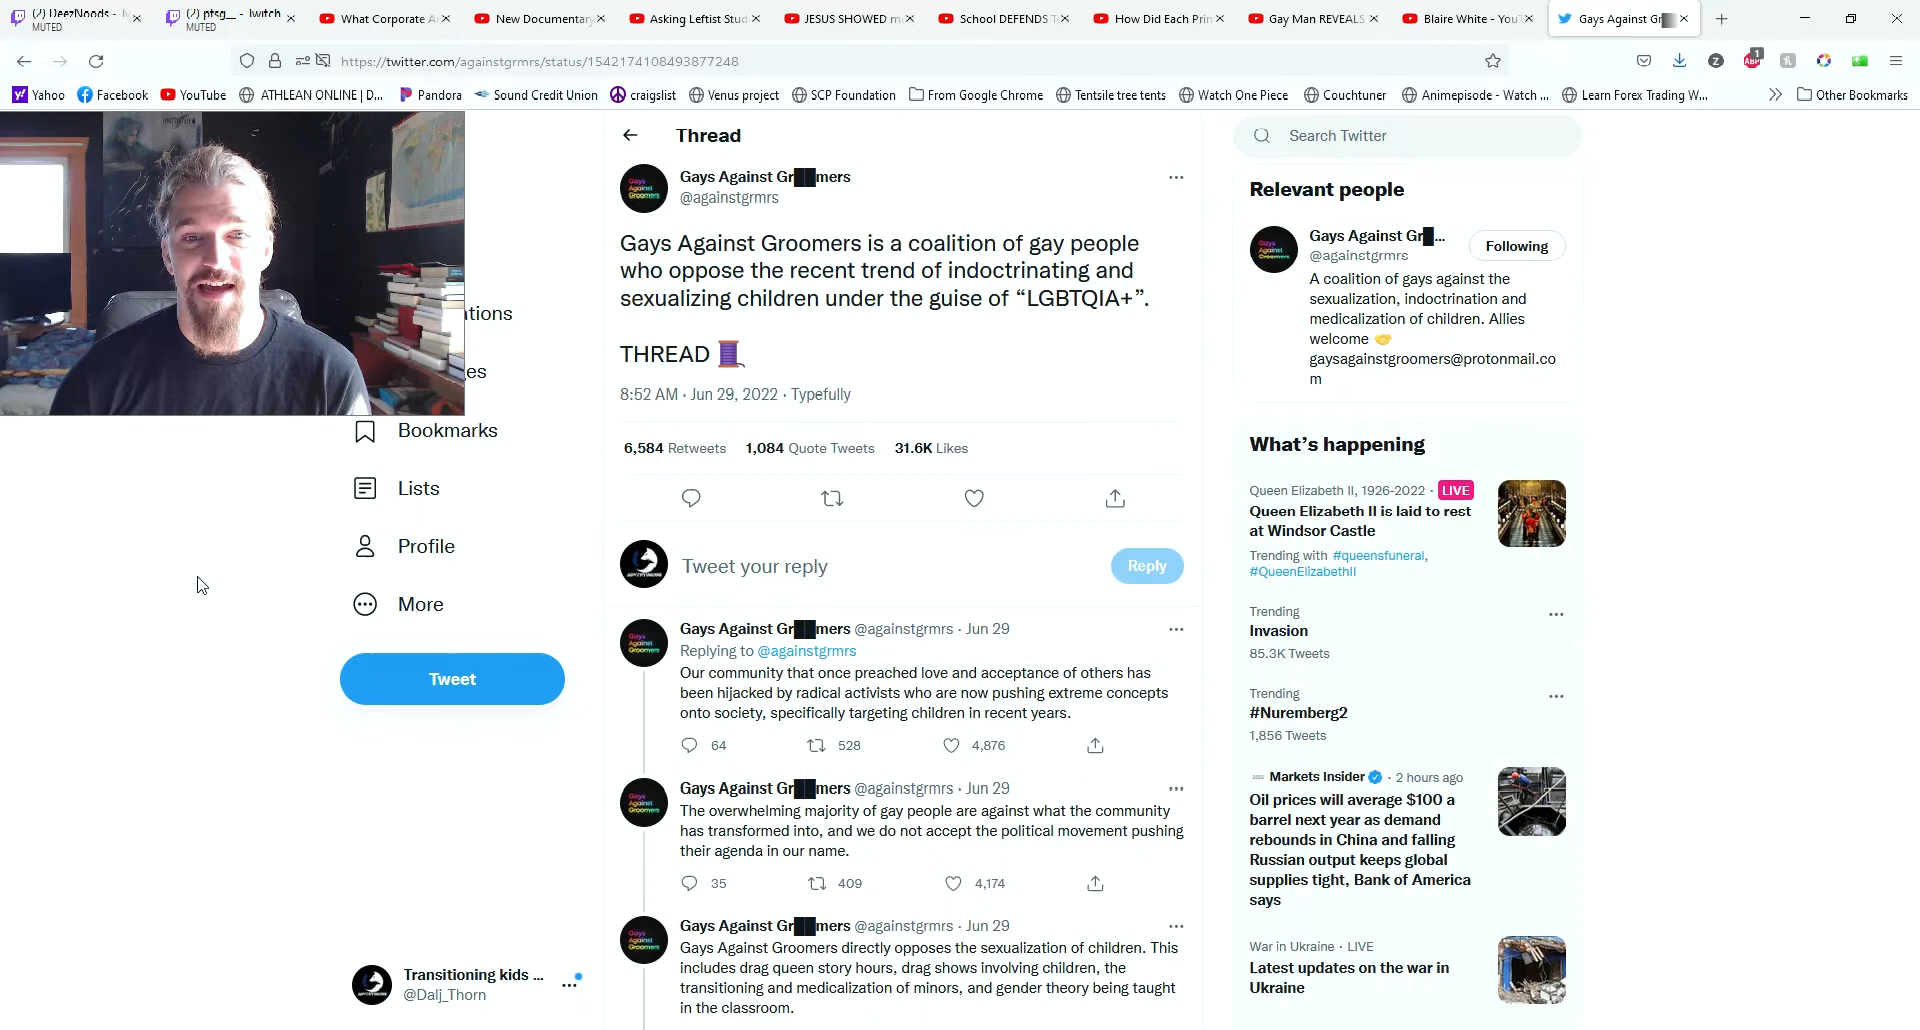 (2) DeezNoods - Tw
MUTED
(2) ptsg__ - Twitch
MUTED
What Corporate A
New Documentary
Asking Leftist Stud
JESUS SHOWED m
School DEFENDS T
How Did Each Prin
Gay Man REVEALS
Blaire White - YouT
Gays Against Gr██
https://twitter.com/againstgrmrs/status/1542174108493877248
1
ABP
Z
Yahoo
Facebook
YouTube
ATHLEAN ONLINE | D...
Pandora
Sound Credit Union
craigslist
Venus project
SCP Foundation
From Google Chrome
Tentsile tree tents
Watch One Piece
Couchtuner
Animepisode - Watch ...
Learn Forex Trading W...
Other Bookmarks
ations
es
Bookmarks
Lists
Profile
More
Tweet
Transitioning kids ...
@Dalj_Thorn
Thread
Gays Against Gr██mers
@againstgrmrs
Gays Against Groomers is a coalition of gay people
who oppose the recent trend of indoctrinating and
sexualizing children under the guise of “LGBTQIA+”.
THREAD 🧵
8:52 AM · Jun 29, 2022 · Typefully
6,584 Retweets 1,084 Quote Tweets 31.6K Likes
Tweet your reply
Reply
Gays Against Gr██mers @againstgrmrs · Jun 29
Replying to @againstgrmrs
Our community that once preached love and acceptance of others has
been hijacked by radical activists who are now pushing extreme concepts
onto society, specifically targeting children in recent years.
64 528 4,876
Gays Against Gr██mers @againstgrmrs · Jun 29
The overwhelming majority of gay people are against what the community
has transformed into, and we do not accept the political movement pushing
their agenda in our name.
35 409 4,174
Gays Against Gr██mers @againstgrmrs · Jun 29
Gays Against Groomers directly opposes the sexualization of children. This
includes drag queen story hours, drag shows involving children, the
transitioning and medicalization of minors, and gender theory being taught
in the classroom.
Search Twitter
Relevant people
Gays Against Gr█...
@againstgrmrs
Following
A coalition of gays against the
sexualization, indoctrination and
medicalization of children. Allies
welcome 🤝
gaysagainstgroomers@protonmail.co
m
What’s happening
Queen Elizabeth II, 1926-2022 · LIVE
Queen Elizabeth II is laid to rest
at Windsor Castle
Trending with #queensfuneral,
#QueenElizabethII
Trending
Invasion
85.3K Tweets
Trending
#Nuremberg2
1,856 Tweets
Markets Insider · 2 hours ago
Oil prices will average $100 a
barrel next year as demand
rebounds in China and falling
Russian output keeps global
supplies tight, Bank of America
says
War in Ukraine · LIVE
Latest updates on the war in
Ukraine